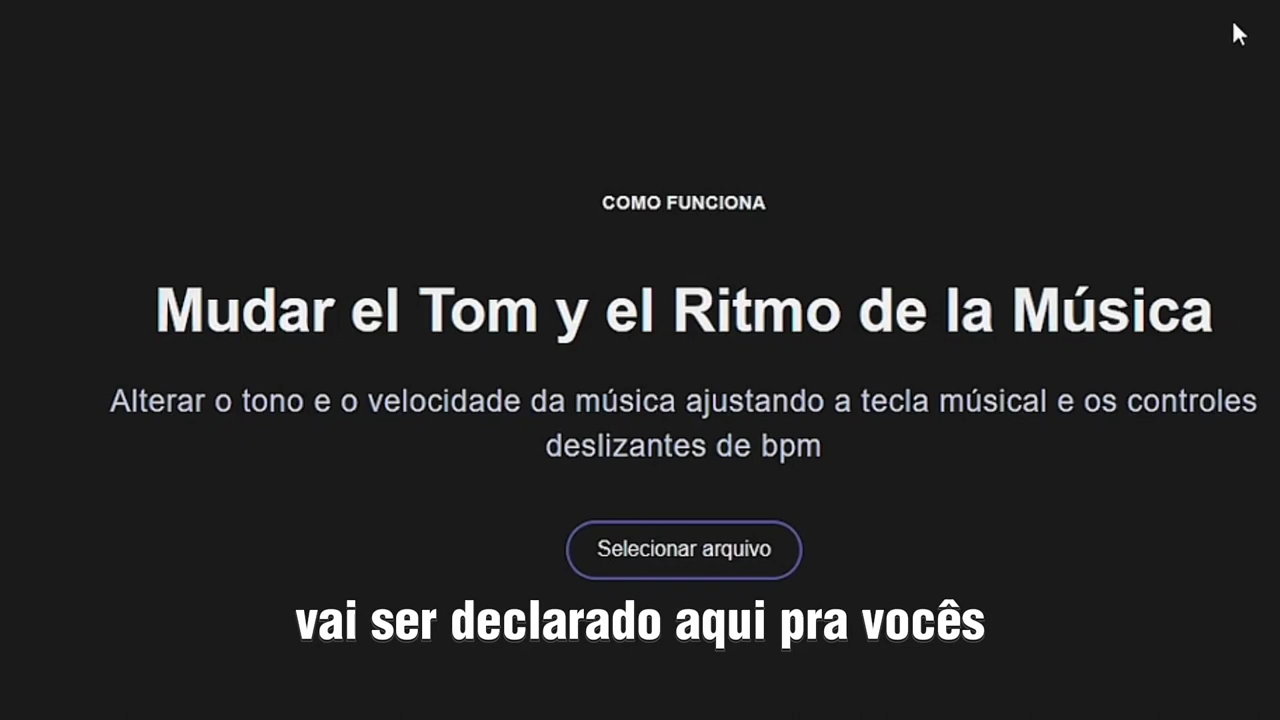 COMO FUNCIONA
Mudar el Tom y el Ritmo de la Música
Alterar o tono e o velocidade da música ajustando a tecla músical e os controles
deslizantes de bpm
Selecionar arquivo
vai ser declarado aqui pra vocês